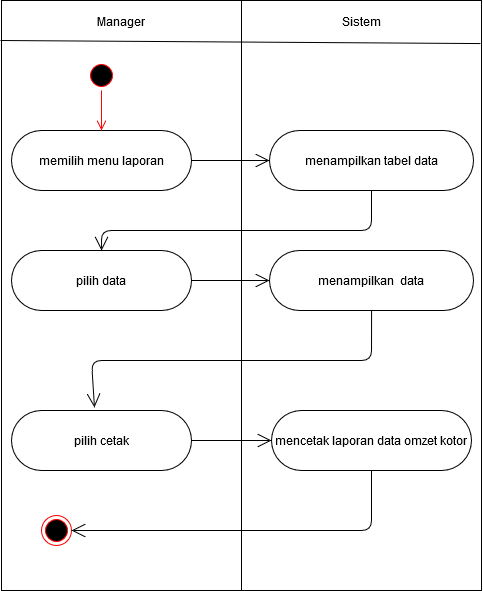 Manager
Sistem
memilih menu laporan
menampilkan tabel data
pilih data
menampilkan data
pilih cetak
mencetak laporan data omzet kotor